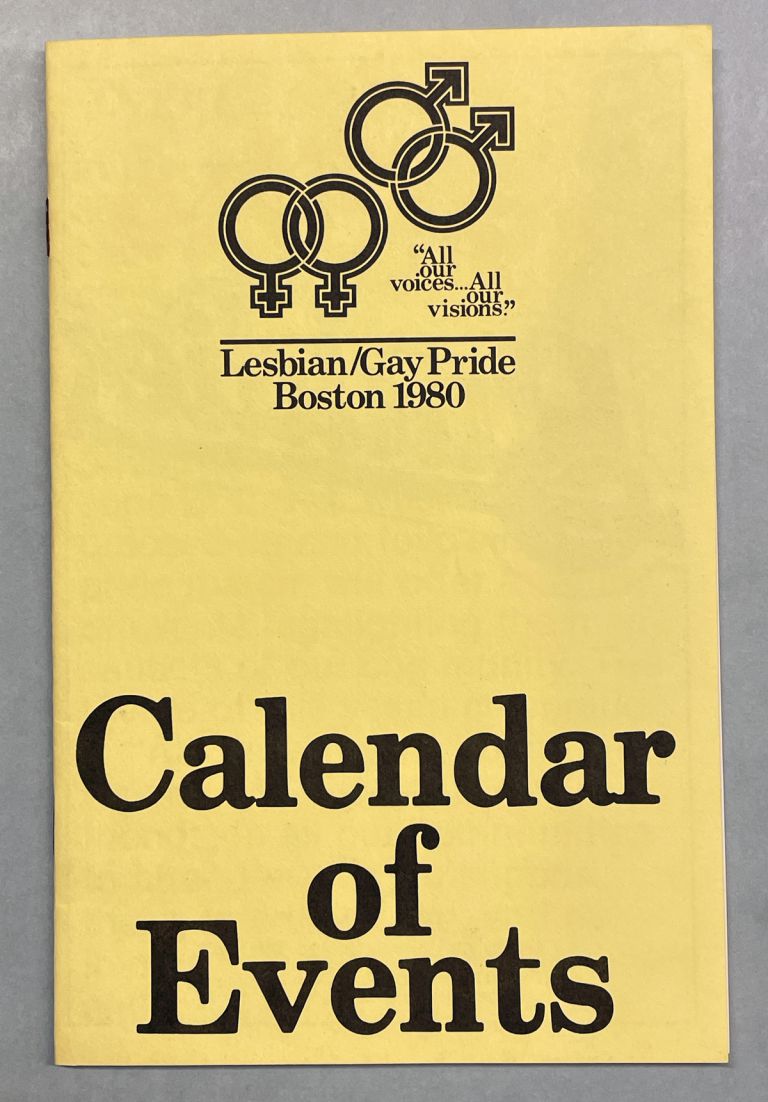 “All
our
voices...All
our
visions.”
Lesbian/Gay Pride
Boston 1980
Calendar
of
Events